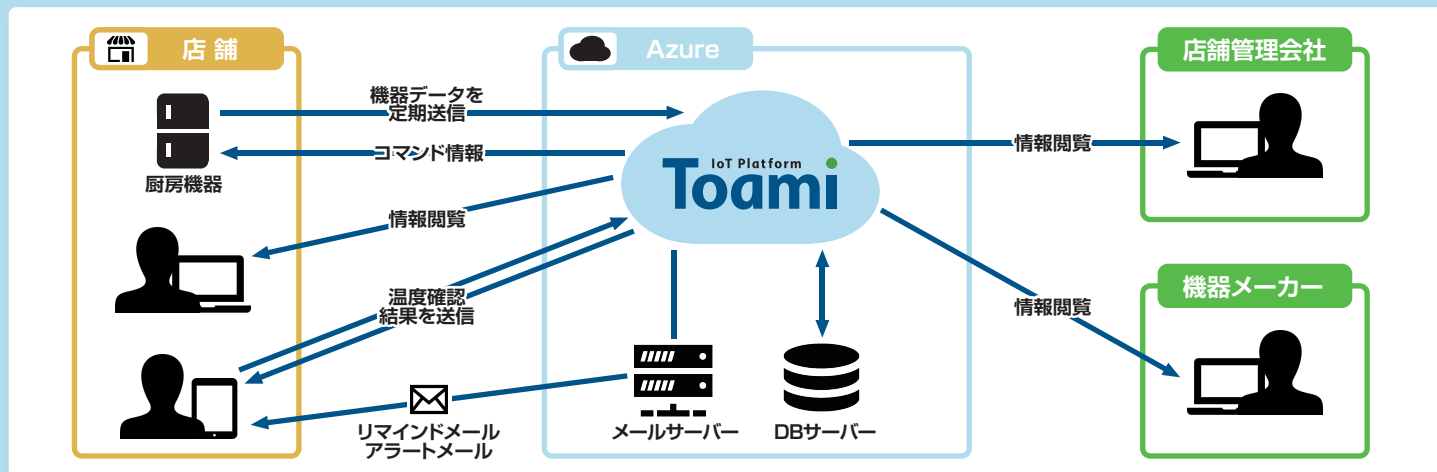 店舗
Azure
店舗管理会社
機器データを
定期送信
コマンド情報
厨房機器
IoT Platform
Toami
情報閲覧
情報閲覧
温度確認
結果を送信
機器メーカー
情報閲覧
リマインドメール
アラートメール
メールサーバー
DBサーバー